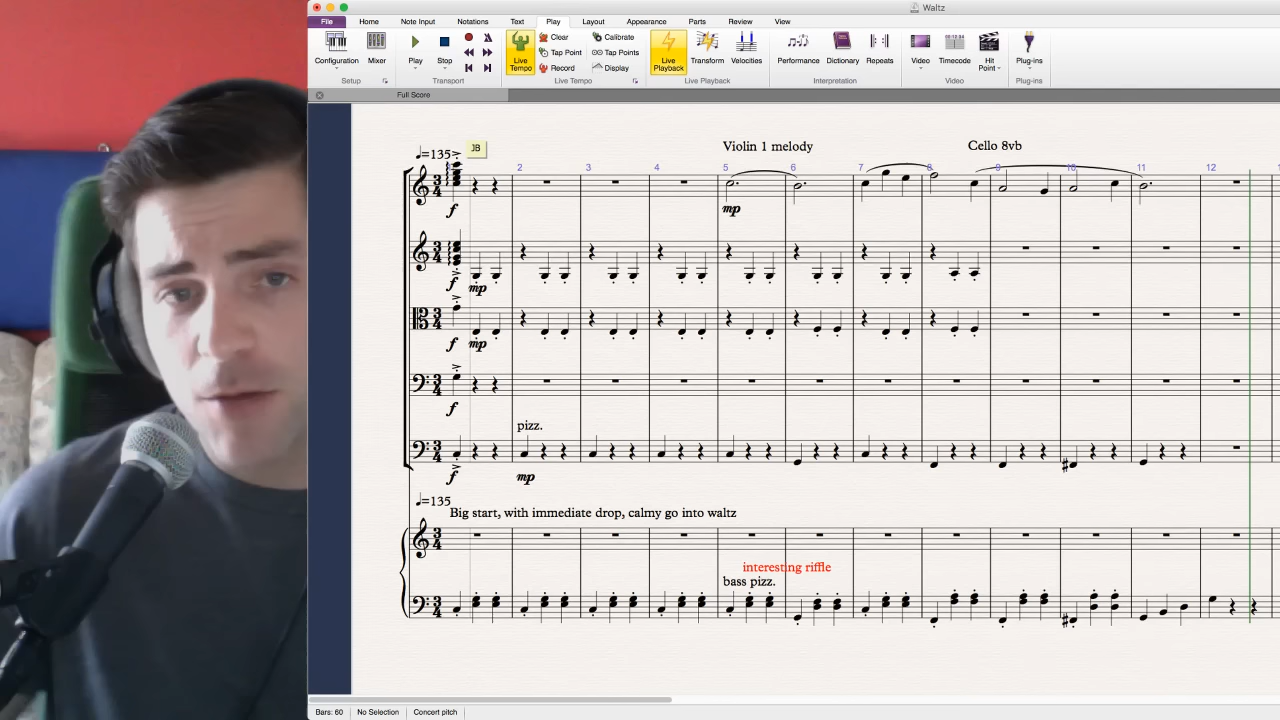 Waltz
File Home Note Input Notations Text Play Layout Appearance Parts Review View
Configuration Mixer Play Stop Live Tempo Clear Tap Point Record Calibrate Tap Points Display Live Playback Transform Velocities Performance Dictionary Repeats Video Timecode Hit Point Plug-ins
Setup Transport Live Tempo Live Playback Interpretation Video Plug-ins
Full Score
Violin 1 melody Cello 8vb
=135 JB
2 3 4 5 6 7 8 9 10 11 12
f mp
f mp
f mp
f
pizz.
f mp
=135
Big start, with immediate drop, calmy go into waltz
interesting riffle
bass pizz.
Bars: 60 No Selection Concert pitch